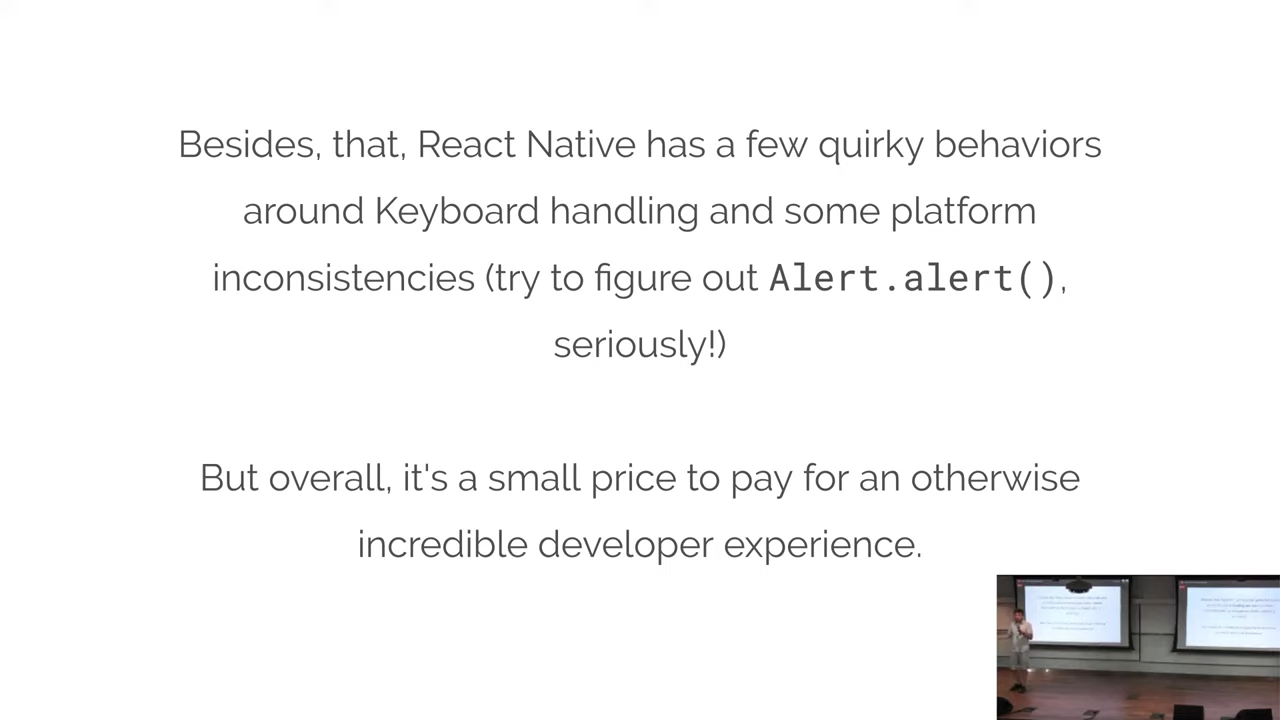 Besides, that, React Native has a few quirky behaviors
around Keyboard handling and some platform
inconsistencies (try to figure out Alert.alert(),
seriously!)
But overall, it's a small price to pay for an otherwise
incredible developer experience.